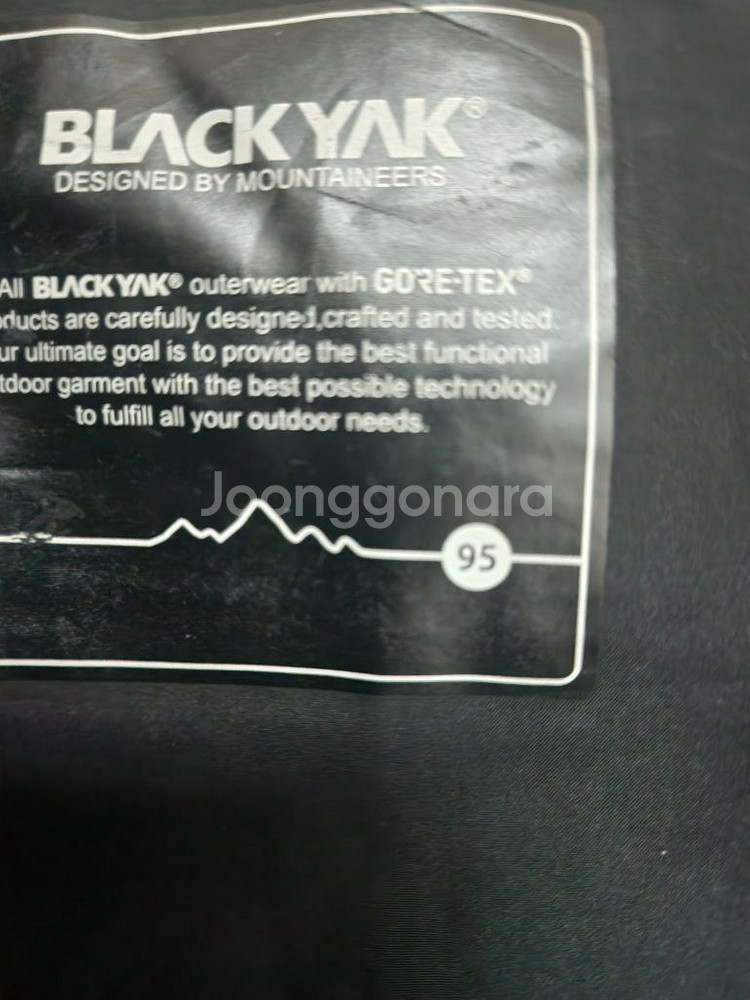 BLACKYAK®
DESIGNED BY MOUNTAINEERS
All BLACKYAK® outerwear with GORE-TEX®
ducts are carefully designed,crafted and tested.
ur ultimate goal is to provide the best functional
tdoor garment with the best possible technology
to fulfill all your outdoor needs.
Joonggonara
95